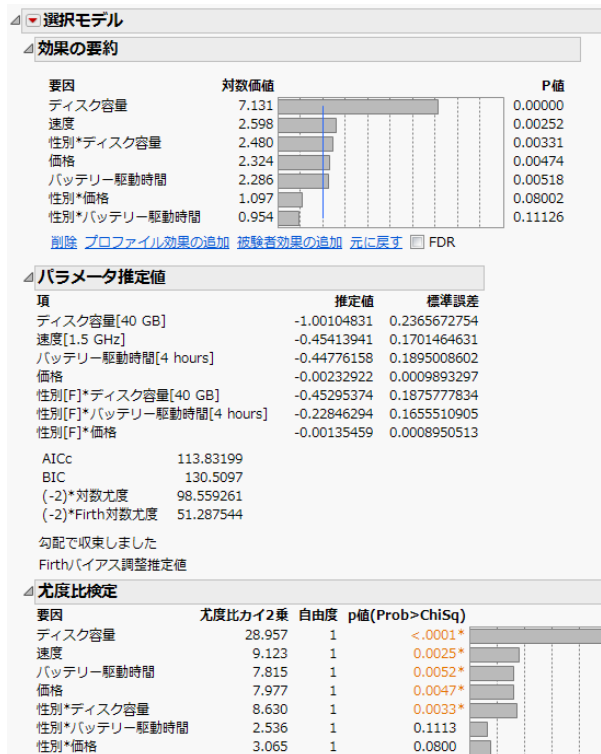 選択モデル
効果の要約
要因 対数価値 P値
ディスク容量 7.131 0.00000
速度 2.598 0.00252
性別*ディスク容量 2.480 0.00331
価格 2.324 0.00474
バッテリー駆動時間 2.286 0.00518
性別*価格 1.097 0.08002
性別*バッテリー駆動時間 0.954 0.11126
削除 プロファイル効果の追加 被験者効果の追加 元に戻す FDR
パラメータ推定値
項 推定値 標準誤差
ディスク容量[40 GB] -1.00104831 0.2365672754
速度[1.5 GHz] -0.45413941 0.1701464631
バッテリー駆動時間[4 hours] -0.44776158 0.1895008602
価格 -0.00232922 0.0009893297
性別[F]*ディスク容量[40 GB] -0.45295374 0.1875777834
性別[F]*バッテリー駆動時間[4 hours] -0.22846294 0.1655510905
性別[F]*価格 -0.00135459 0.0008950513
AICc 113.83199
BIC 130.5097
(-2)*対数尤度 98.559261
(-2)*Firth対数尤度 51.287544
勾配で収束しました
Firthバイアス調整推定値
尤度比検定
要因 尤度比カイ2乗 自由度 p値(Prob>ChiSq)
ディスク容量 28.957 1 <.0001*
速度 9.123 1 0.0025*
バッテリー駆動時間 7.815 1 0.0052*
価格 7.977 1 0.0047*
性別*ディスク容量 8.630 1 0.0033*
性別*バッテリー駆動時間 2.536 1 0.1113
性別*価格 3.065 1 0.0800